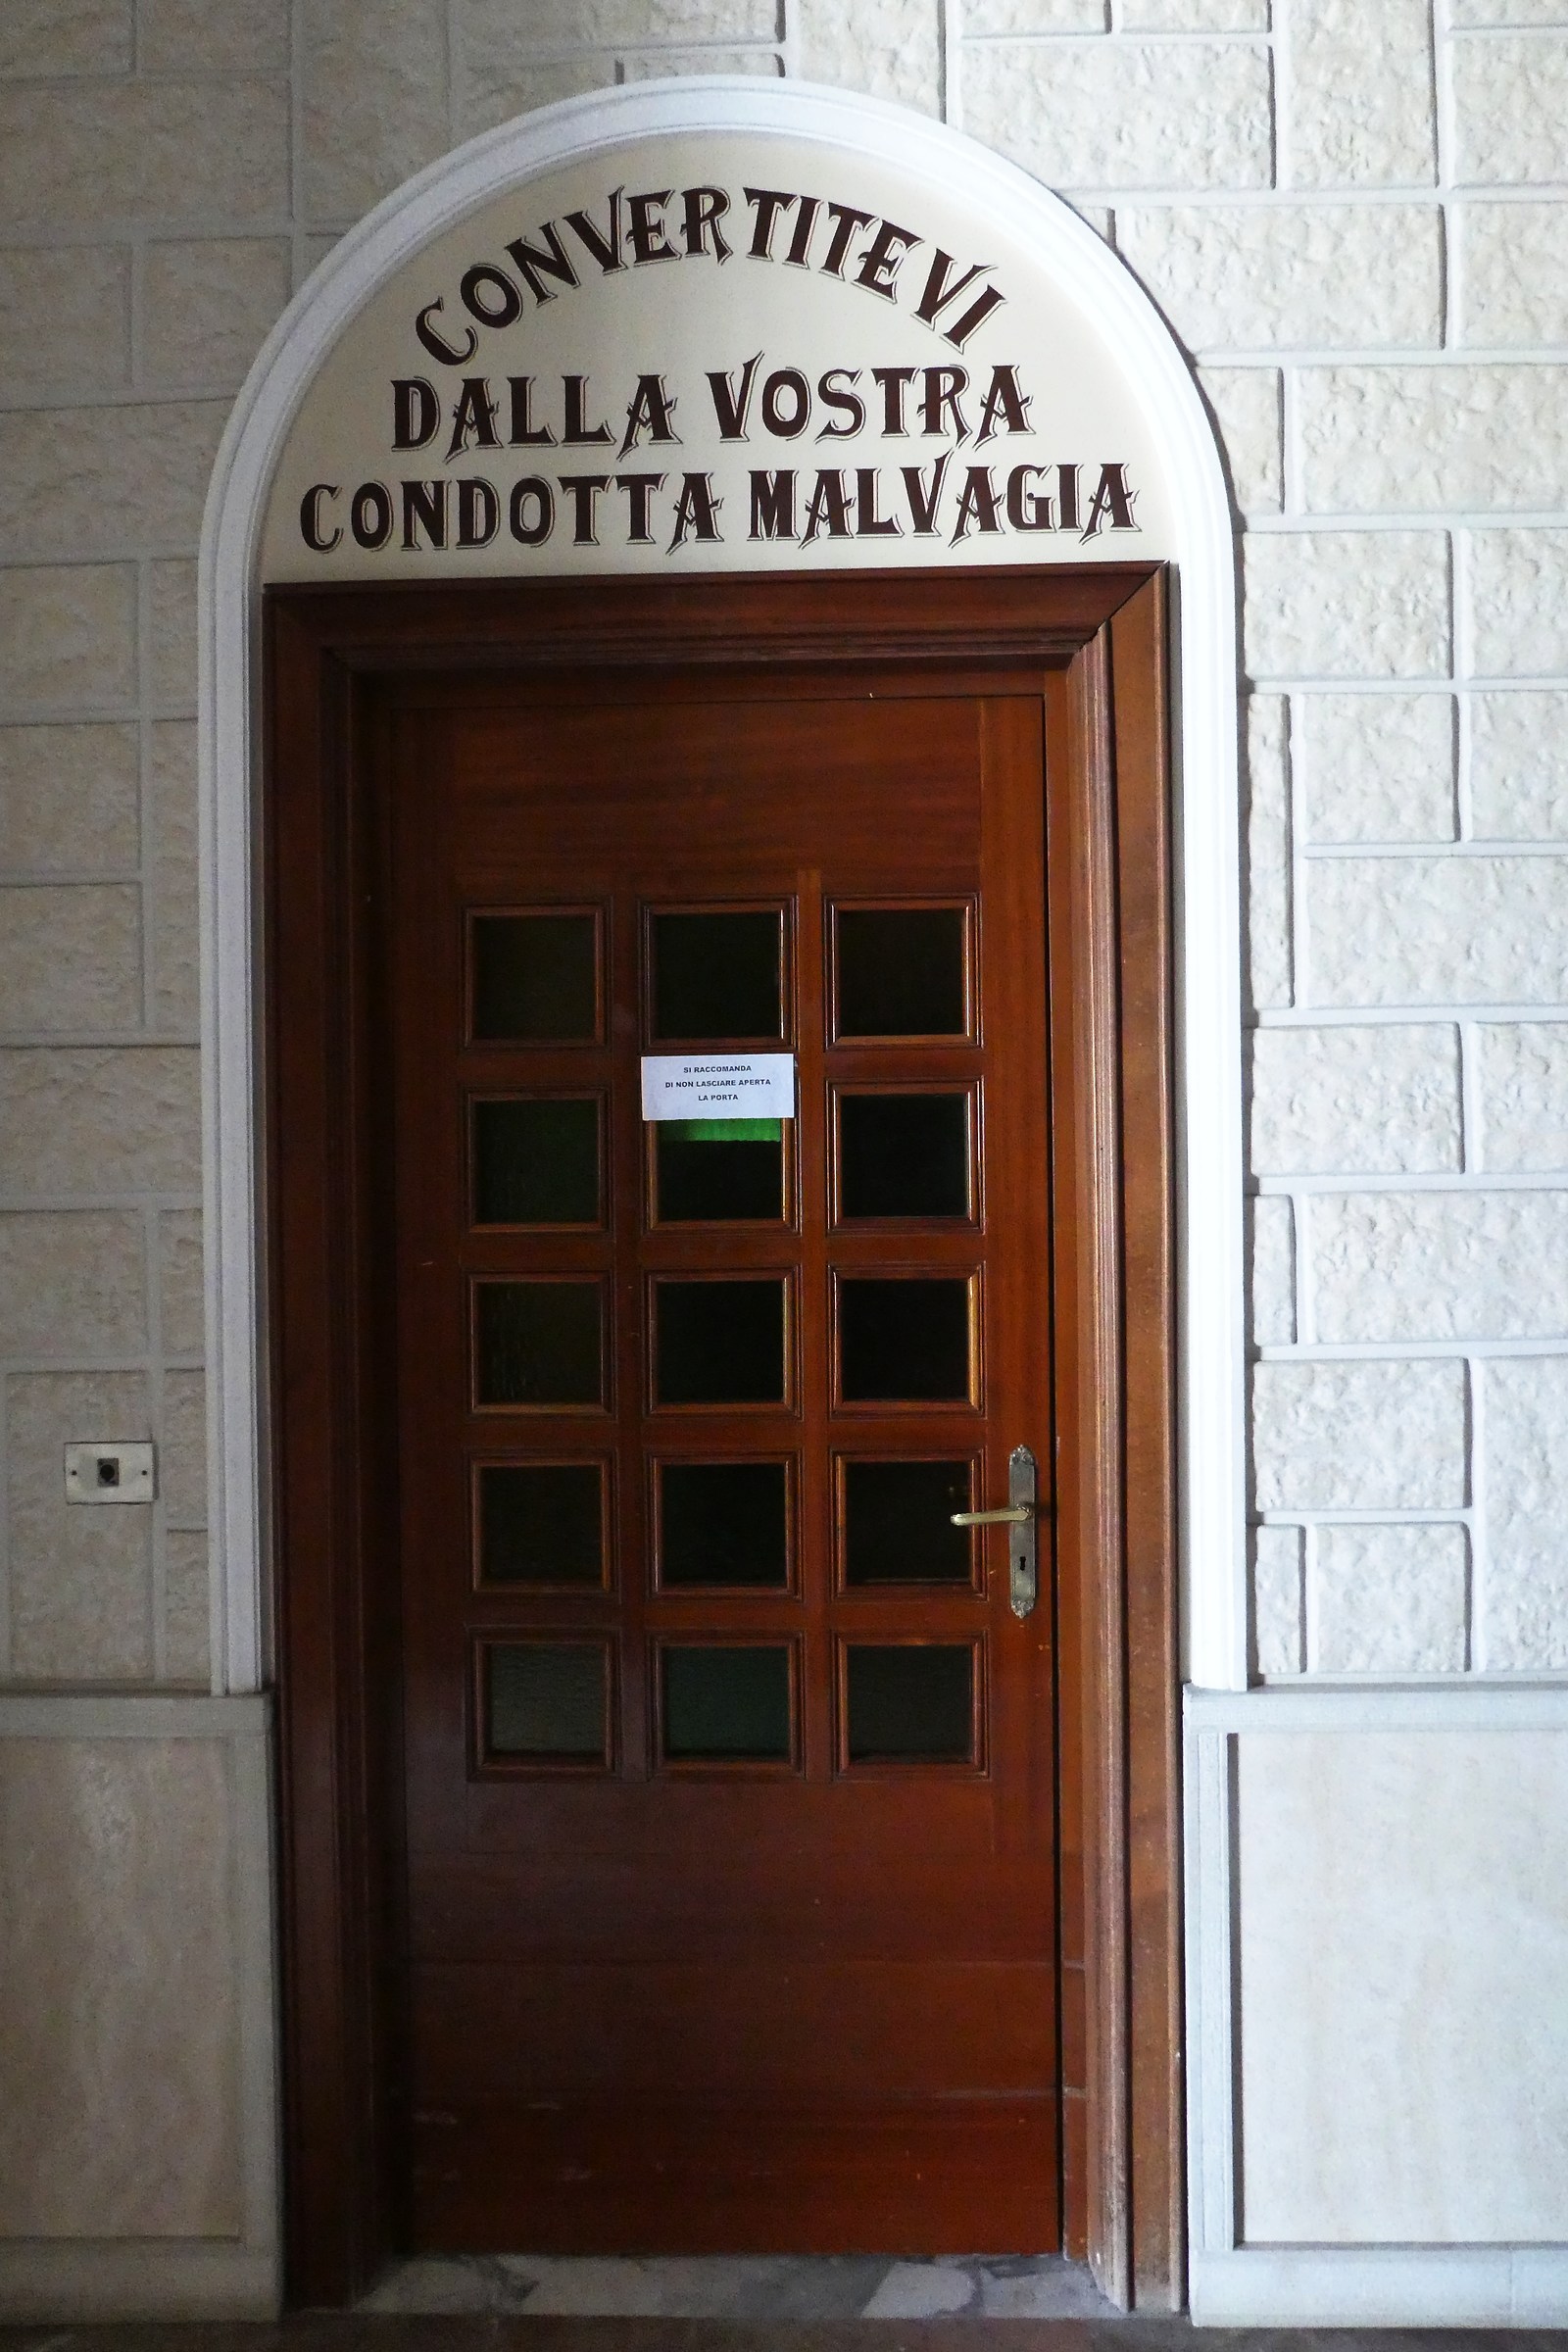 CONVERTITEVI
DALLA VOSTRA
CONDOTTA MALVAGIA
SI RACCOMANDA
DI NON LASCIARE APERTA
LA PORTA